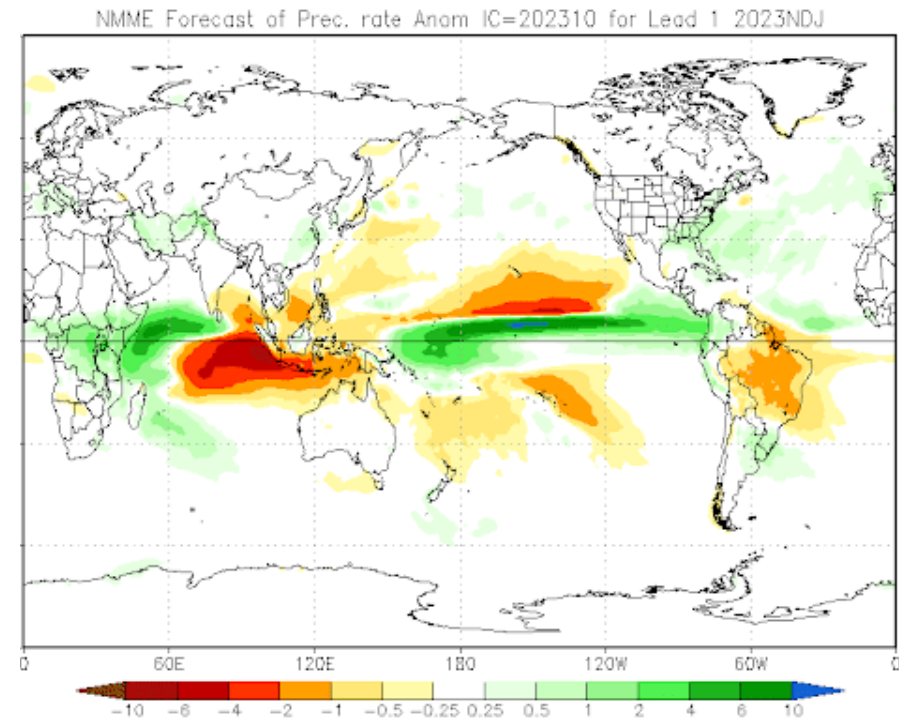 NMME Forecast of Prec. rate Anom IC=202310 for Lead 1 2023NDJ
0 60E 120E 180 120W 60W 0
-10 -6 -4 -2 -1 -0.5 -0.25 0.25 0.5 1 2 4 6 10